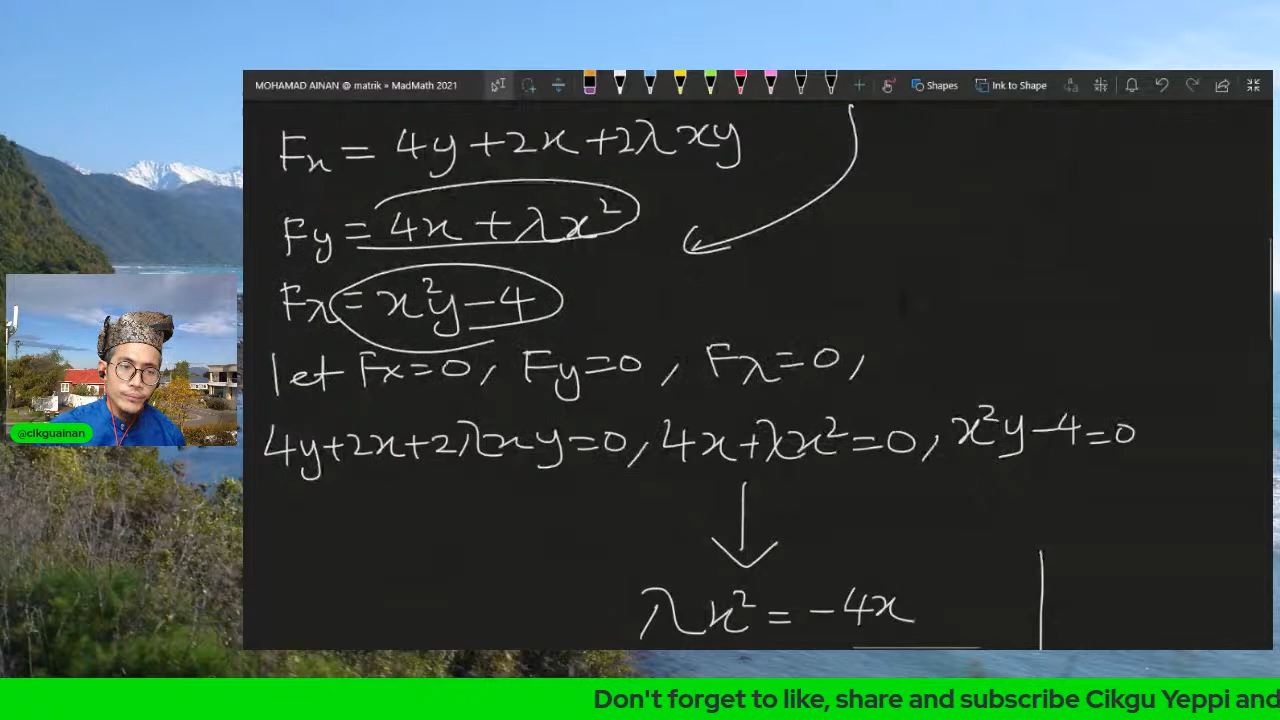 MOHAMAD AINAN @ matrik » MadMath 2021
Shapes
Ink to Shape
Fx = 4y + 2x + 2λxy
Fy = 4x + λx²
Fλ = x²y - 4
let Fx = 0, Fy = 0, Fλ = 0,
4y + 2x + 2λxy = 0, 4x + λx² = 0, x²y - 4 = 0
λx² = -4x
@cikguainan
Don't forget to like, share and subscribe Cikgu Yeppi and